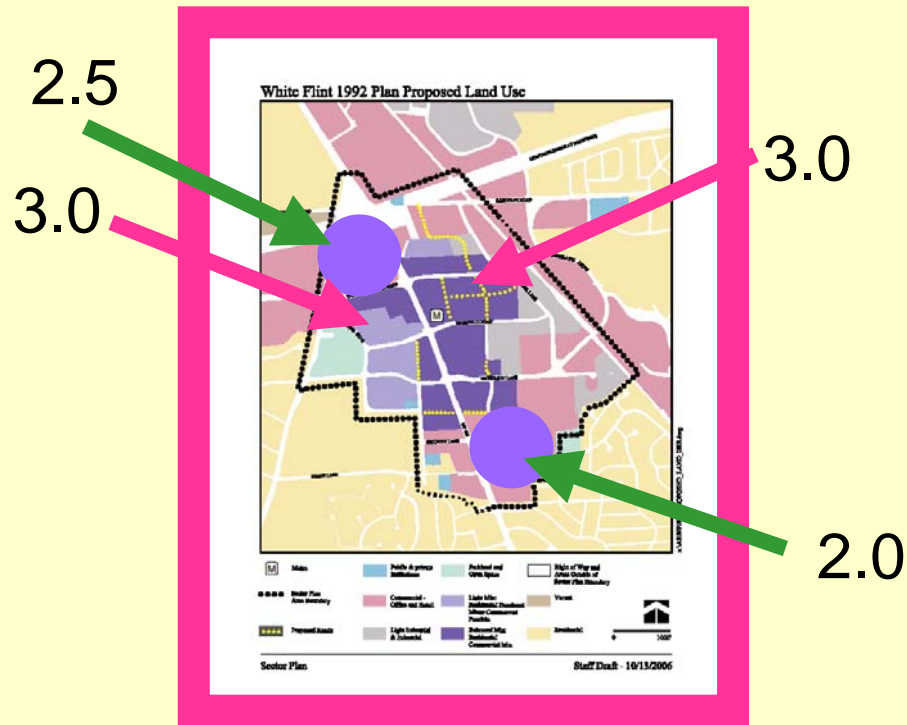 2.5
3.0
3.0
2.0
White Flint 1992 Plan Proposed Land Use
M
M
Metro
Public & private
Institutions
Parkland and
Open Space
Right of Way and
Areas Outside of
Sector Plan Boundary
Sector Plan
Area Boundary
Commercial -
Office and Retail
Light Mix:
Residential Dominant
Minor Commercial
Possible
Vacant
Proposed Roads
Light Industrial
& Industrial
Balanced Mix:
Residential
Commercial Mix
Residential
0
1000'
Sector Plan
Staff Draft - 10/13/2006